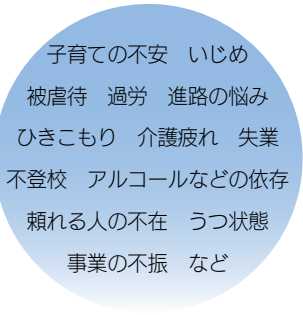 子育ての不安　いじめ
被虐待　過労　進路の悩み
ひきこもり　介護疲れ　失業
不登校　アルコールなどの依存
頼れる人の不在　うつ状態
事業の不振　など